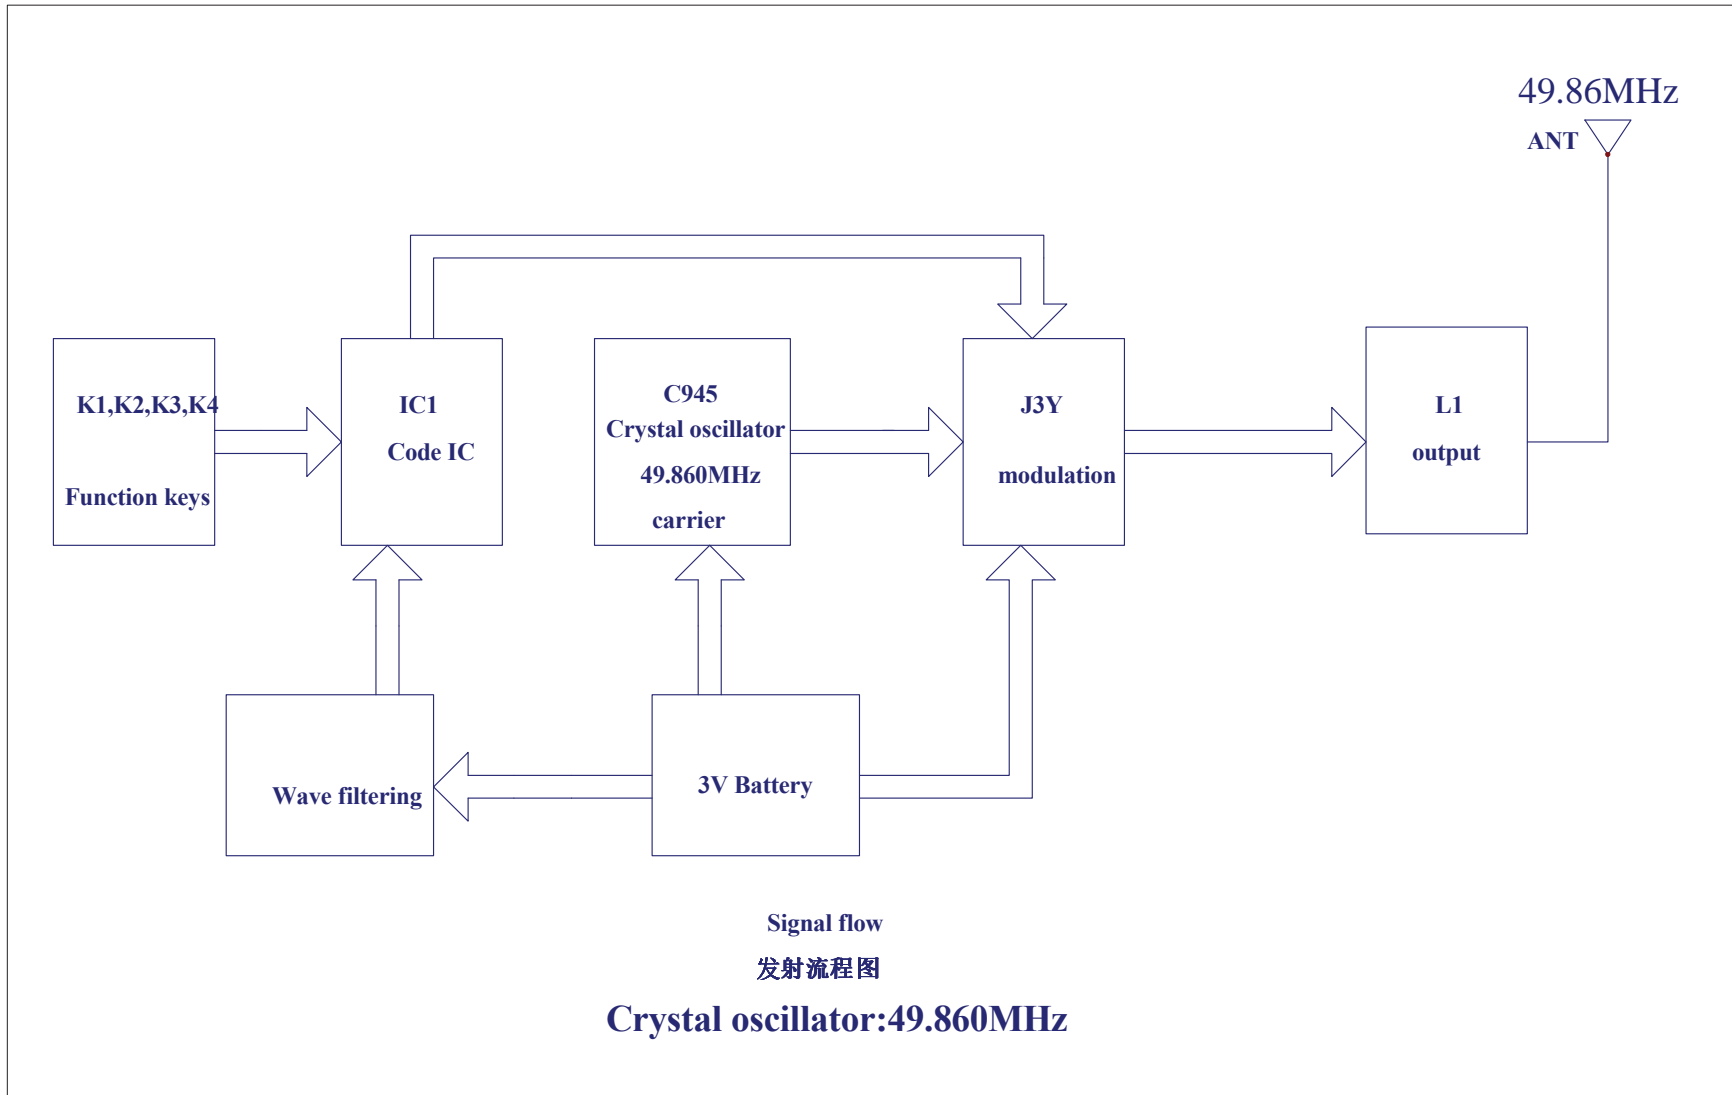 49.86MHz
ANT
K1,K2,K3,K4
Function keys
IC1
Code IC
C945
Crystal oscillator
49.860MHz
carrier
J3Y
modulation
L1
output
Wave filtering
3V Battery
Signal flow
发射流程图
Crystal oscillator:49.860MHz